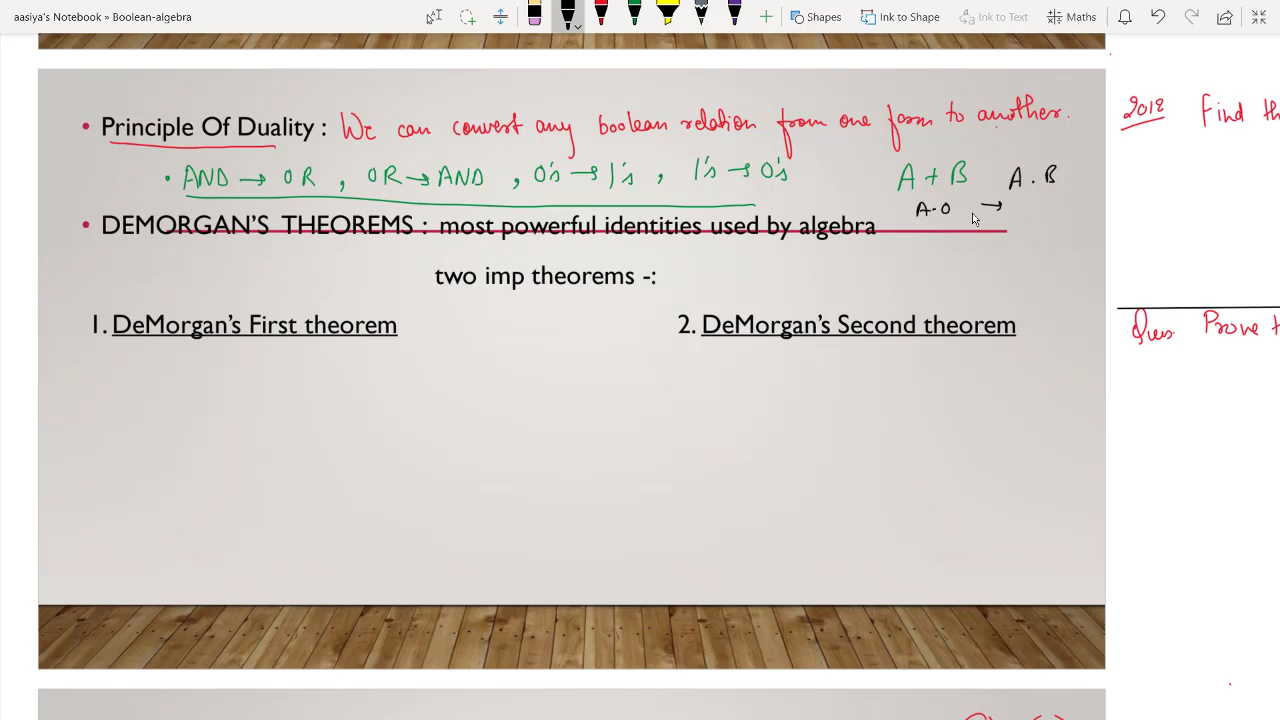 aasiya's Notebook » Boolean-algebra
Shapes
Ink to Shape
Ink to Text
Maths
• Principle Of Duality : We can convert any boolean relation from one form to another.
• AND → OR , OR → AND , 0's → 1's , 1's → 0's A + B A . B
A·0 →
• DEMORGAN'S THEOREMS : most powerful identities used by algebra
two imp theorems -:
1. DeMorgan's First theorem
2. DeMorgan's Second theorem
2018 Find th
Ques. Prove t